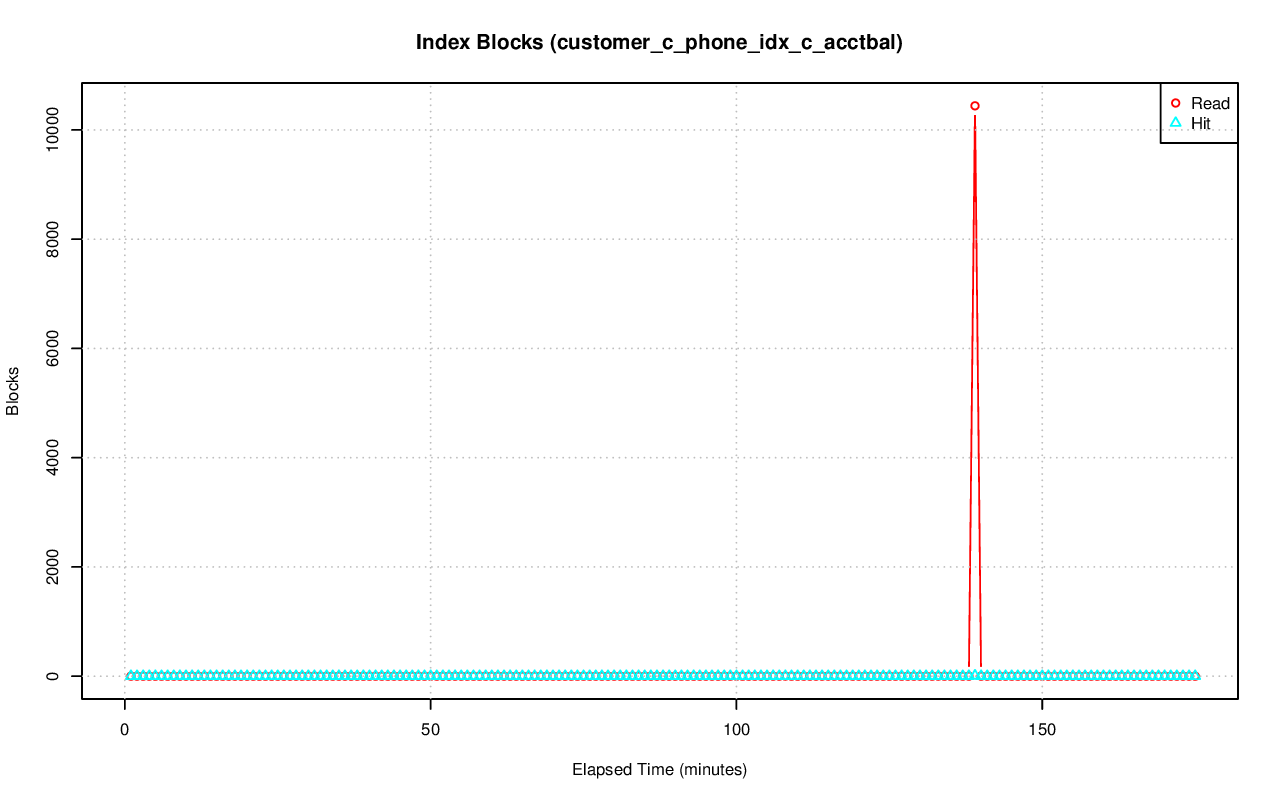 Index Blocks (customer_c_phone_idx_c_acctbal)
Read
Hit
10000
8000
6000
4000
2000
0
Blocks
0 50 100 150
Elapsed Time (minutes)